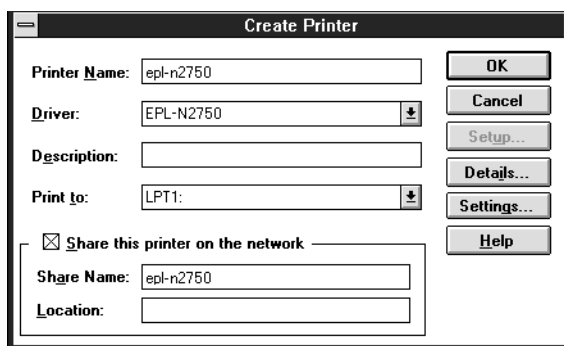 Create Printer
Printer Name: epl-n2750
OK
Driver: EPL-N2750
Cancel
Setup...
Description:
Details...
Print to: LPT1:
Settings...
Share this printer on the network
Help
Share Name: epl-n2750
Location: